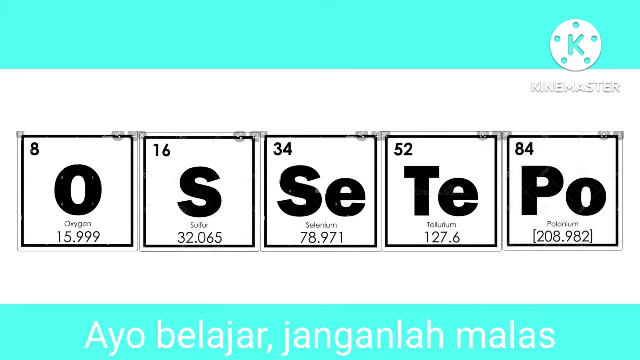 K
KINEMASTER
8
O
Oxygen
15.999
16
S
Sulfur
32.065
34
Se
Selenium
78.971
52
Te
Tellurium
127.6
84
Po
Polonium
[208.982]
Ayo belajar, janganlah malas